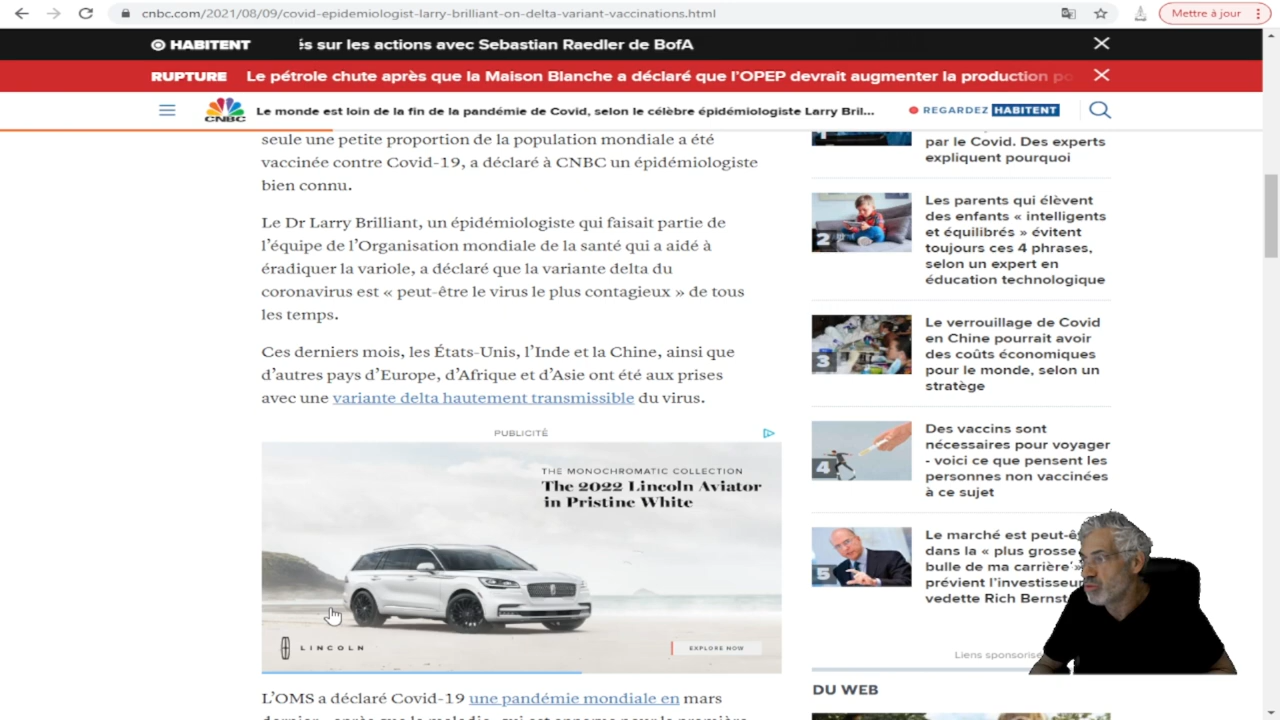 cnbc.com/2021/08/09/covid-epidemiologist-larry-brilliant-on-delta-variant-vaccinations.html
Mettre à jour
HABITENT
és sur les actions avec Sebastian Raedler de BofA
RUPTURE
Le pétrole chute après que la Maison Blanche a déclaré que l'OPEP devrait augmenter la production
CNBC
Le monde est loin de la fin de la pandémie de Covid, selon le célèbre épidémiologiste Larry Bril...
REGARDEZ HABITENT
seule une petite proportion de la population mondiale a été
vaccinée contre Covid-19, a déclaré à CNBC un épidémiologiste
bien connu.
Le Dr Larry Brilliant, un épidémiologiste qui faisait partie de
l'équipe de l'Organisation mondiale de la santé qui a aidé à
éradiquer la variole, a déclaré que la variante delta du
coronavirus est « peut-être le virus le plus contagieux » de tous
les temps.
Ces derniers mois, les États-Unis, l'Inde et la Chine, ainsi que
d'autres pays d'Europe, d'Afrique et d'Asie ont été aux prises
avec une variante delta hautement transmissible du virus.
PUBLICITÉ
THE MONOCHROMATIC COLLECTION
The 2022 Lincoln Aviator
in Pristine White
LINCOLN
EXPLORE NOW
L'OMS a déclaré Covid-19 une pandémie mondiale en mars
par le Covid. Des experts
expliquent pourquoi
2
Les parents qui élèvent
des enfants « intelligents
et équilibrés » évitent
toujours ces 4 phrases,
selon un expert en
éducation technologique
3
Le verrouillage de Covid
en Chine pourrait avoir
des coûts économiques
pour le monde, selon un
stratège
4
Des vaccins sont
nécessaires pour voyager
- voici ce que pensent les
personnes non vaccinées
à ce sujet
5
Le marché est
dans la « plus grosse
bulle de ma carrière »
prévient l'investisseur
vedette Rich
Liens
DU WEB